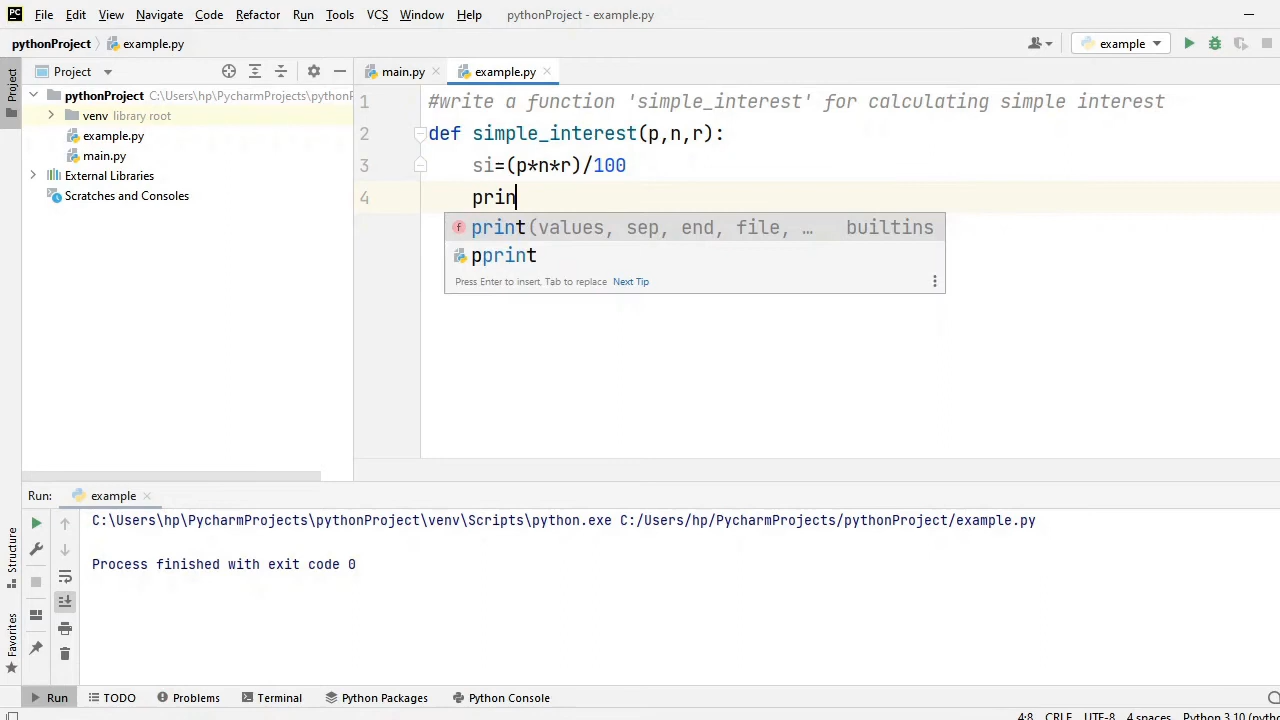 PC File Edit View Navigate Code Refactor Run Tools VCS Window Help pythonProject - example.py
pythonProject example.py example
Project Project main.py example.py
pythonProject C:\Users\hp\PycharmProjects\pythonP
venv library root
example.py
main.py
External Libraries
Scratches and Consoles
1 #write a function 'simple_interest' for calculating simple interest
2 def simple_interest(p,n,r):
3 si=(p*n*r)/100
4 prin
print(values, sep, end, file, … builtins
pprint
Press Enter to insert, Tab to replace Next Tip
Run: example
C:\Users\hp\PycharmProjects\pythonProject\venv\Scripts\python.exe C:/Users/hp/PycharmProjects/pythonProject/example.py
Process finished with exit code 0
Structure
Favorites
Run TODO Problems Terminal Python Packages Python Console
4:8 CRLF UTF-8 4 spaces Python 3.10 (pytho